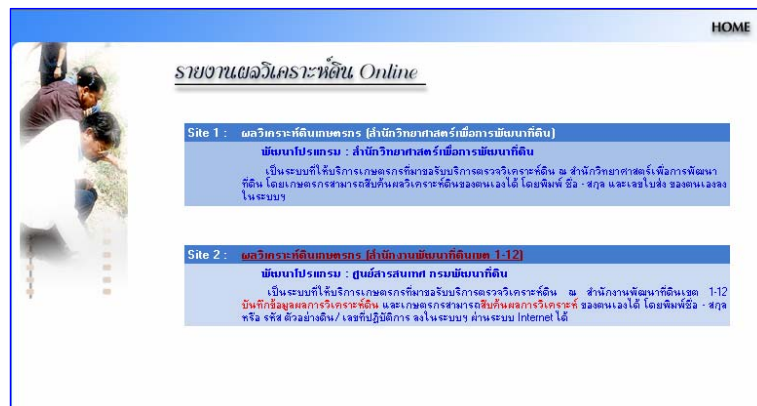 HOME
รายงานผลวิเคราะห์ดิน Online
Site 1 : ผลวิเคราะห์ดินเกษตรกร (สำนักวิทยาศาสตร์เพื่อการพัฒนาที่ดิน)
พัฒนาโปรแกรม : สำนักวิทยาศาสตร์เพื่อการพัฒนาที่ดิน
เป็นระบบที่ให้บริการเกษตรกรที่มาขอรับบริการตรวจวิเคราะห์ดิน ณ สำนักวิทยาศาสตร์เพื่อการพัฒนา
ที่ดิน โดยเกษตรกรสามารถสืบค้นผลวิเคราะห์ดินของตนเองได้ โดยพิมพ์ ชื่อ - สกุล และเลขใบส่ง ของตนเองลง
ในระบบฯ
Site 2 : ผลวิเคราะห์ดินเกษตรกร (สำนักงานพัฒนาที่ดินเขต 1-12)
พัฒนาโปรแกรม : ศูนย์สารสนเทศ กรมพัฒนาที่ดิน
เป็นระบบที่ให้บริการเกษตรกรที่มาขอรับบริการตรวจวิเคราะห์ดิน ณ สำนักงานพัฒนาที่ดินเขต 1-12
บันทึกข้อมูลผลการวิเคราะห์ดิน และเกษตรกรสามารถสืบค้นผลการวิเคราะห์ ของตนเองได้ โดยพิมพ์ชื่อ - สกุล
หรือ รหัส ตัวอย่างดิน / เลขที่ปฏิบัติการ ลงในระบบฯ ผ่านระบบ Internet ได้